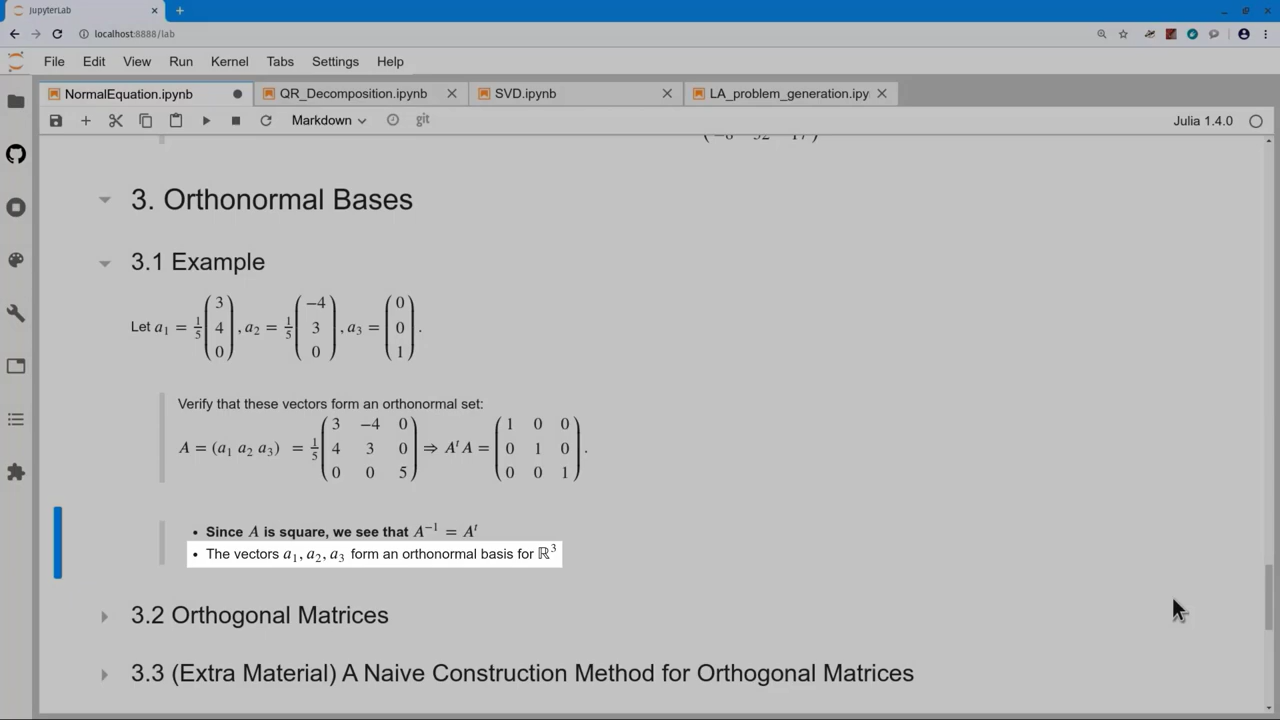 JupyterLab
localhost:8888/lab
File Edit View Run Kernel Tabs Settings Help
NormalEquation.ipynb QR_Decomposition.ipynb SVD.ipynb LA_problem_generation.ipy
Markdown git Julia 1.4.0
3. Orthonormal Bases
3.1 Example
Let a₁ = 1/5 (3 4 0), a₂ = 1/5 (−4 3 0), a₃ = (0 0 1).
Verify that these vectors form an orthonormal set:
A = (a₁ a₂ a₃) = 1/5 (3 −4 0 4 3 0 0 0 5) ⇒ AᵗA = (1 0 0 0 1 0 0 0 1).
• Since A is square, we see that A⁻¹ = Aᵗ
• The vectors a₁, a₂, a₃ form an orthonormal basis for ℝ³
3.2 Orthogonal Matrices
3.3 (Extra Material) A Naive Construction Method for Orthogonal Matrices